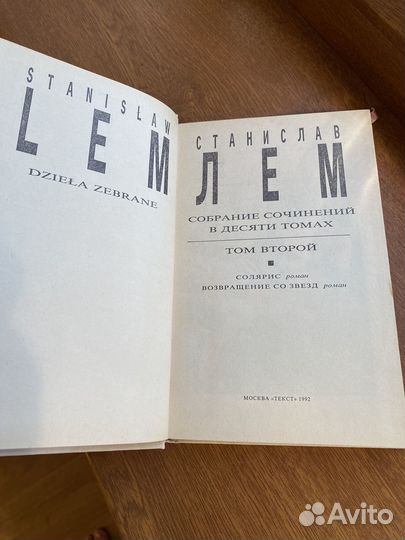 STANISŁAW
LEM
DZIEŁA ZEBRANE
СТАНИСЛАВ
ЛЕМ
СОБРАНИЕ СОЧИНЕНИЙ
В ДЕСЯТИ ТОМАХ
ТОМ ВТОРОЙ
СОЛЯРИС роман
ВОЗВРАЩЕНИЕ СО ЗВЕЗД роман
МОСКВА «ТЕКСТ» 1992
Avito